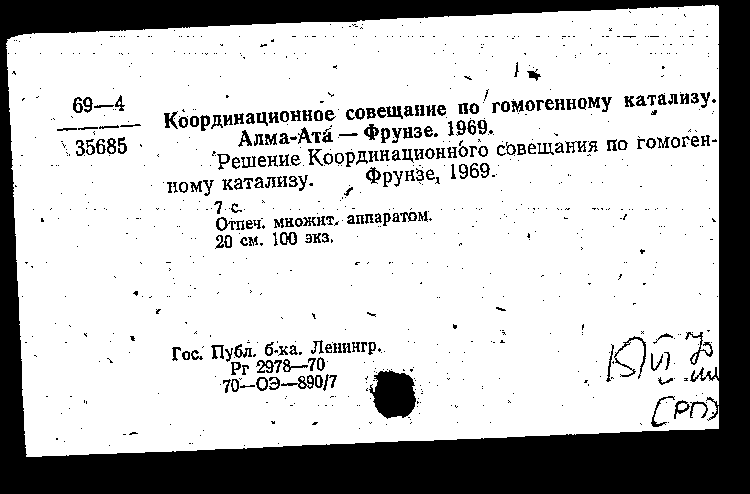 69—4
35685
Координационное совещание по гомогенному катализу.
Алма-Ата — Фрунзе. 1969.
Решение Координационного совещания по гомоген-
ному катализу. Фрунзе, 1969.
7 с.
Отпеч. множит. аппаратом.
20 см. 100 экз.
Гос. Публ. б-ка. Ленингр.
Рг 2978—70
70—ОЭ—890/7
(РП)